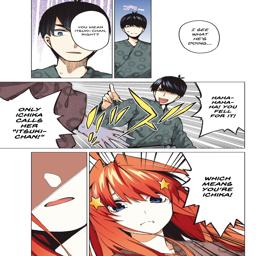 I SEE
WHAT
HE'S
DOING...
YOU MEAN
ITSUKI-CHAN,
RIGHT?
HAHA-
HAHA-
HA! YOU
FELL
FOR IT!
ONLY
ICHIKA
CALLS
HER
"ITSUKI-
CHAN!"
WHICH
MEANS
YOU'RE
ICHIKA!